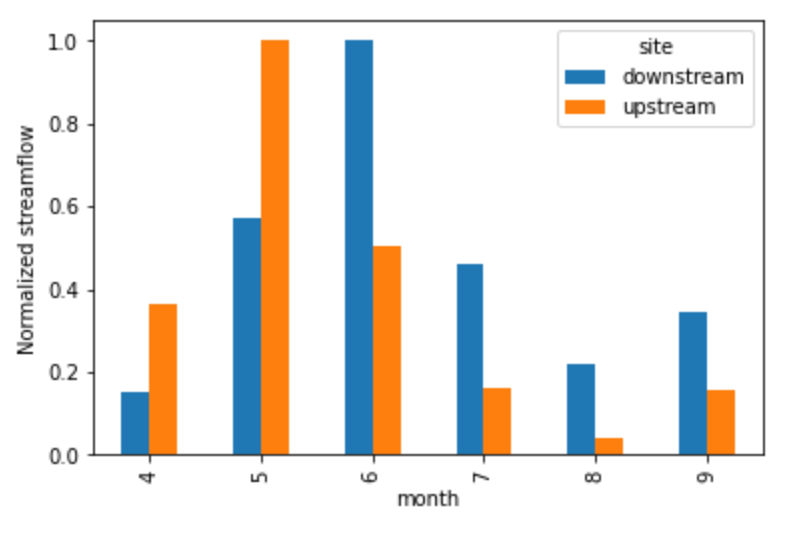 1.0
0.8
0.6
0.4
0.2
0.0
Normalized streamflow
site
downstream
upstream
4 5 6 7 8 9
month